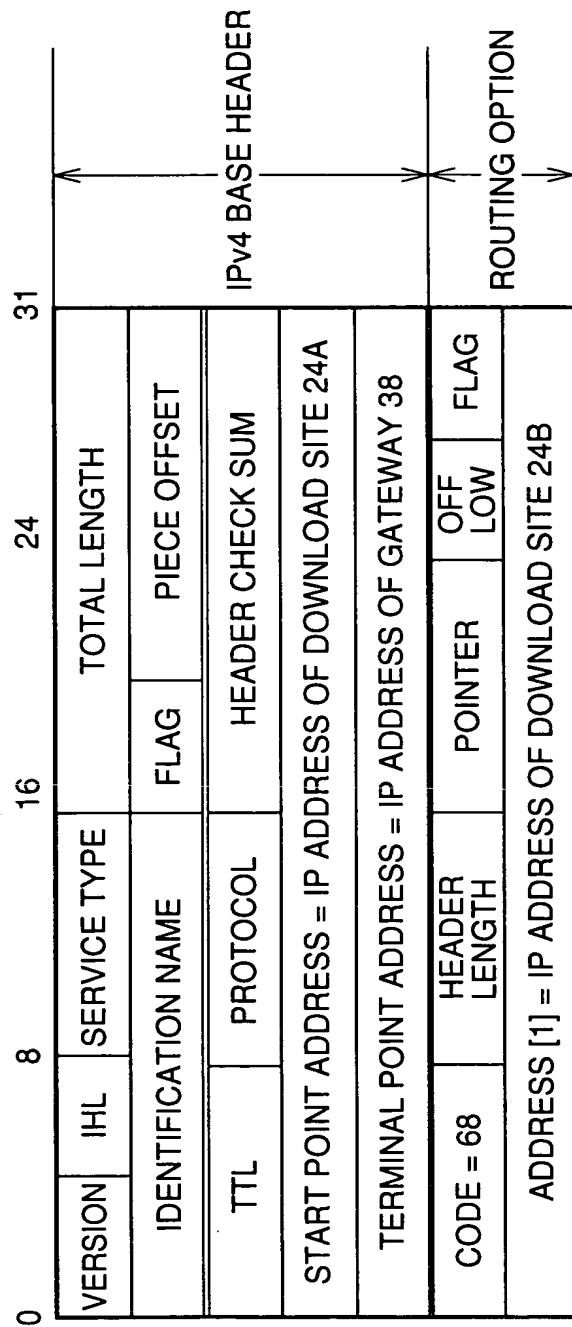 0 8 16 24 31
VERSION IHL SERVICE TYPE TOTAL LENGTH
IDENTIFICATION NAME FLAG PIECE OFFSET
TTL PROTOCOL HEADER CHECK SUM
START POINT ADDRESS = IP ADDRESS OF DOWNLOAD SITE 24A
TERMINAL POINT ADDRESS = IP ADDRESS OF GATEWAY 38
IPv4 BASE HEADER
CODE = 68 HEADER LENGTH POINTER OFF LOW FLAG
ADDRESS [1] = IP ADDRESS OF DOWNLOAD SITE 24B
ROUTING OPTION